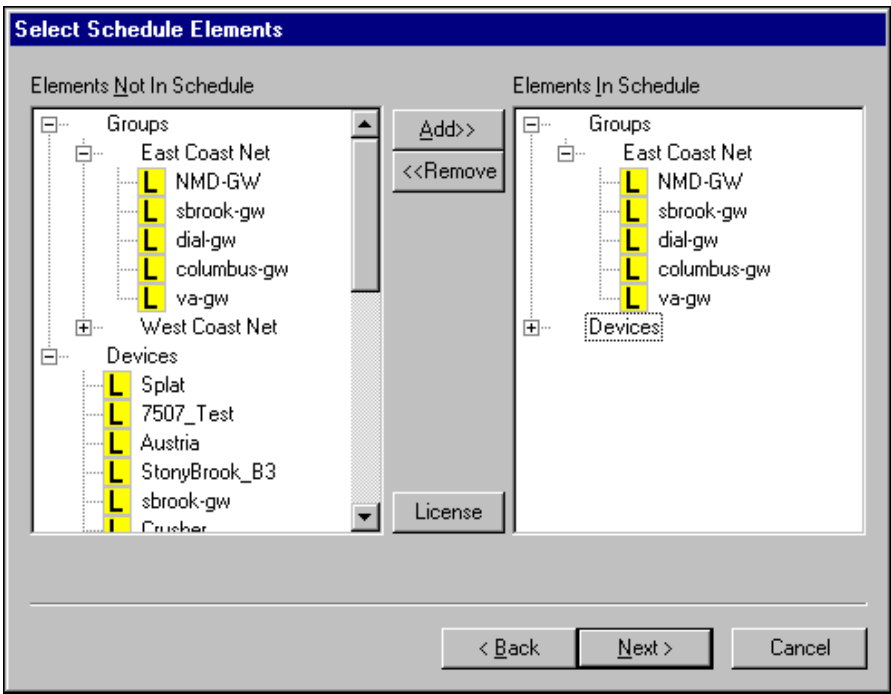 Select Schedule Elements
Elements Not In Schedule
Groups
East Coast Net
L NMD-GW
L sbrook-gw
L dial-gw
L columbus-gw
L va-gw
West Coast Net
Devices
L Splat
L 7507_Test
L Austria
L StonyBrook_B3
L sbrook-gw
L Crusher
Add>>
<<Remove
License
Elements In Schedule
Groups
East Coast Net
L NMD-GW
L sbrook-gw
L dial-gw
L columbus-gw
L va-gw
Devices
< Back
Next >
Cancel